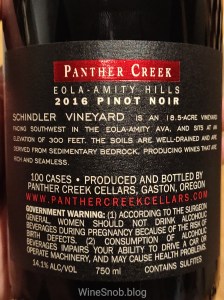 PANTHER CREEK
EOLA-AMITY HILLS
2016 PINOT NOIR
SCHINDLER VINEYARD IS AN 18.5-ACRE VINEYARD
FACING SOUTHWEST IN THE EOLA-AMITY AVA, AND SITS AT AN
ELEVATION OF 300 FEET. THE SOILS ARE WELL-DRAINED AND ARE
DERIVED FROM SEDIMENTARY BEDROCK, PRODUCING WINES THAT ARE
RICH AND SEAMLESS.
100 CASES • PRODUCED AND BOTTLED BY
PANTHER CREEK CELLARS, GASTON, OREGON
WWW.PANTHERCREEKCELLARS.COM
GOVERNMENT WARNING: (1) ACCORDING TO THE SURGEON
GENERAL, WOMEN SHOULD NOT DRINK ALCOHOLIC
BEVERAGES DURING PREGNANCY BECAUSE OF THE RISK OF
BIRTH DEFECTS. (2) CONSUMPTION OF ALCOHOLIC
BEVERAGES IMPAIRS YOUR ABILITY TO DRIVE A CAR OR
OPERATE MACHINERY, AND MAY CAUSE HEALTH PROBLEMS.
14.1% ALC/VOL 750 ml CONTAINS SULFITES
WineSnob.blog